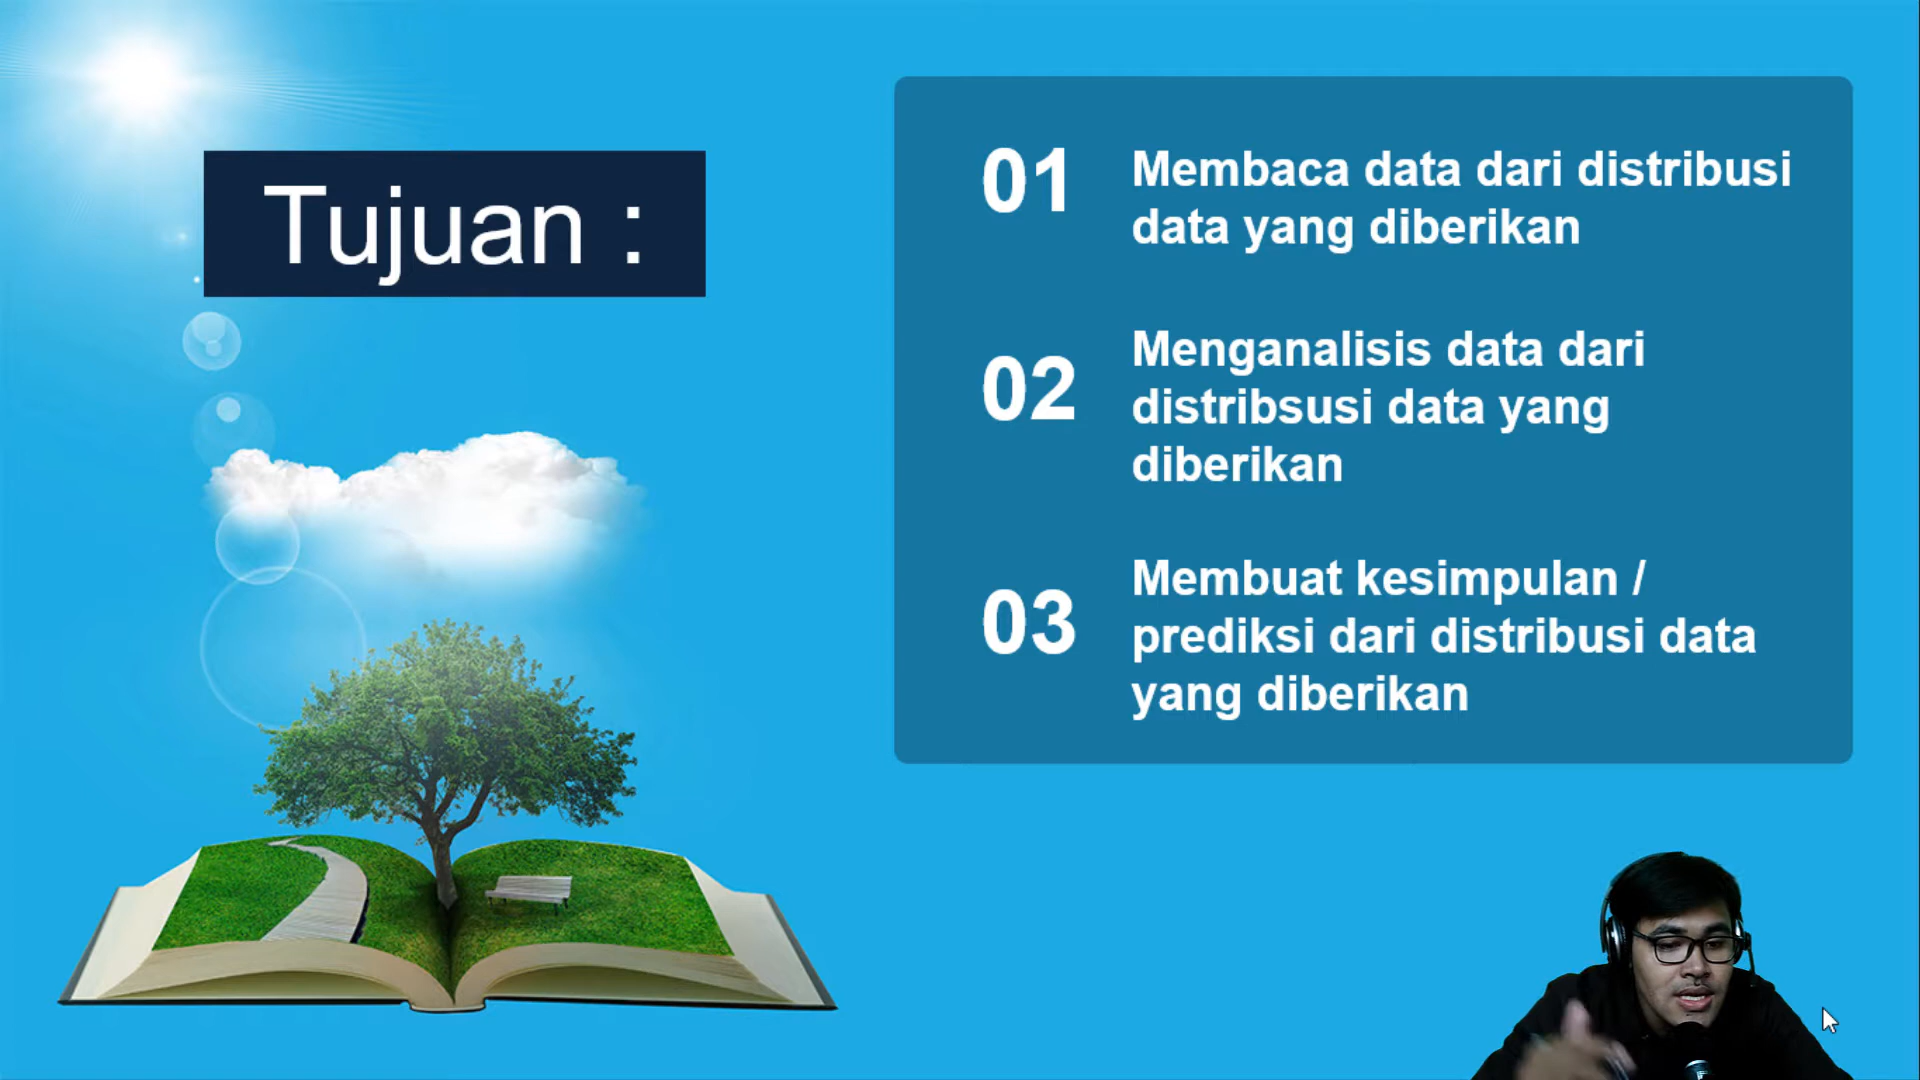 Tujuan :
01
Membaca data dari distribusi
data yang diberikan
02
Menganalisis data dari
distribsusi data yang
diberikan
03
Membuat kesimpulan /
prediksi dari distribusi data
yang diberikan